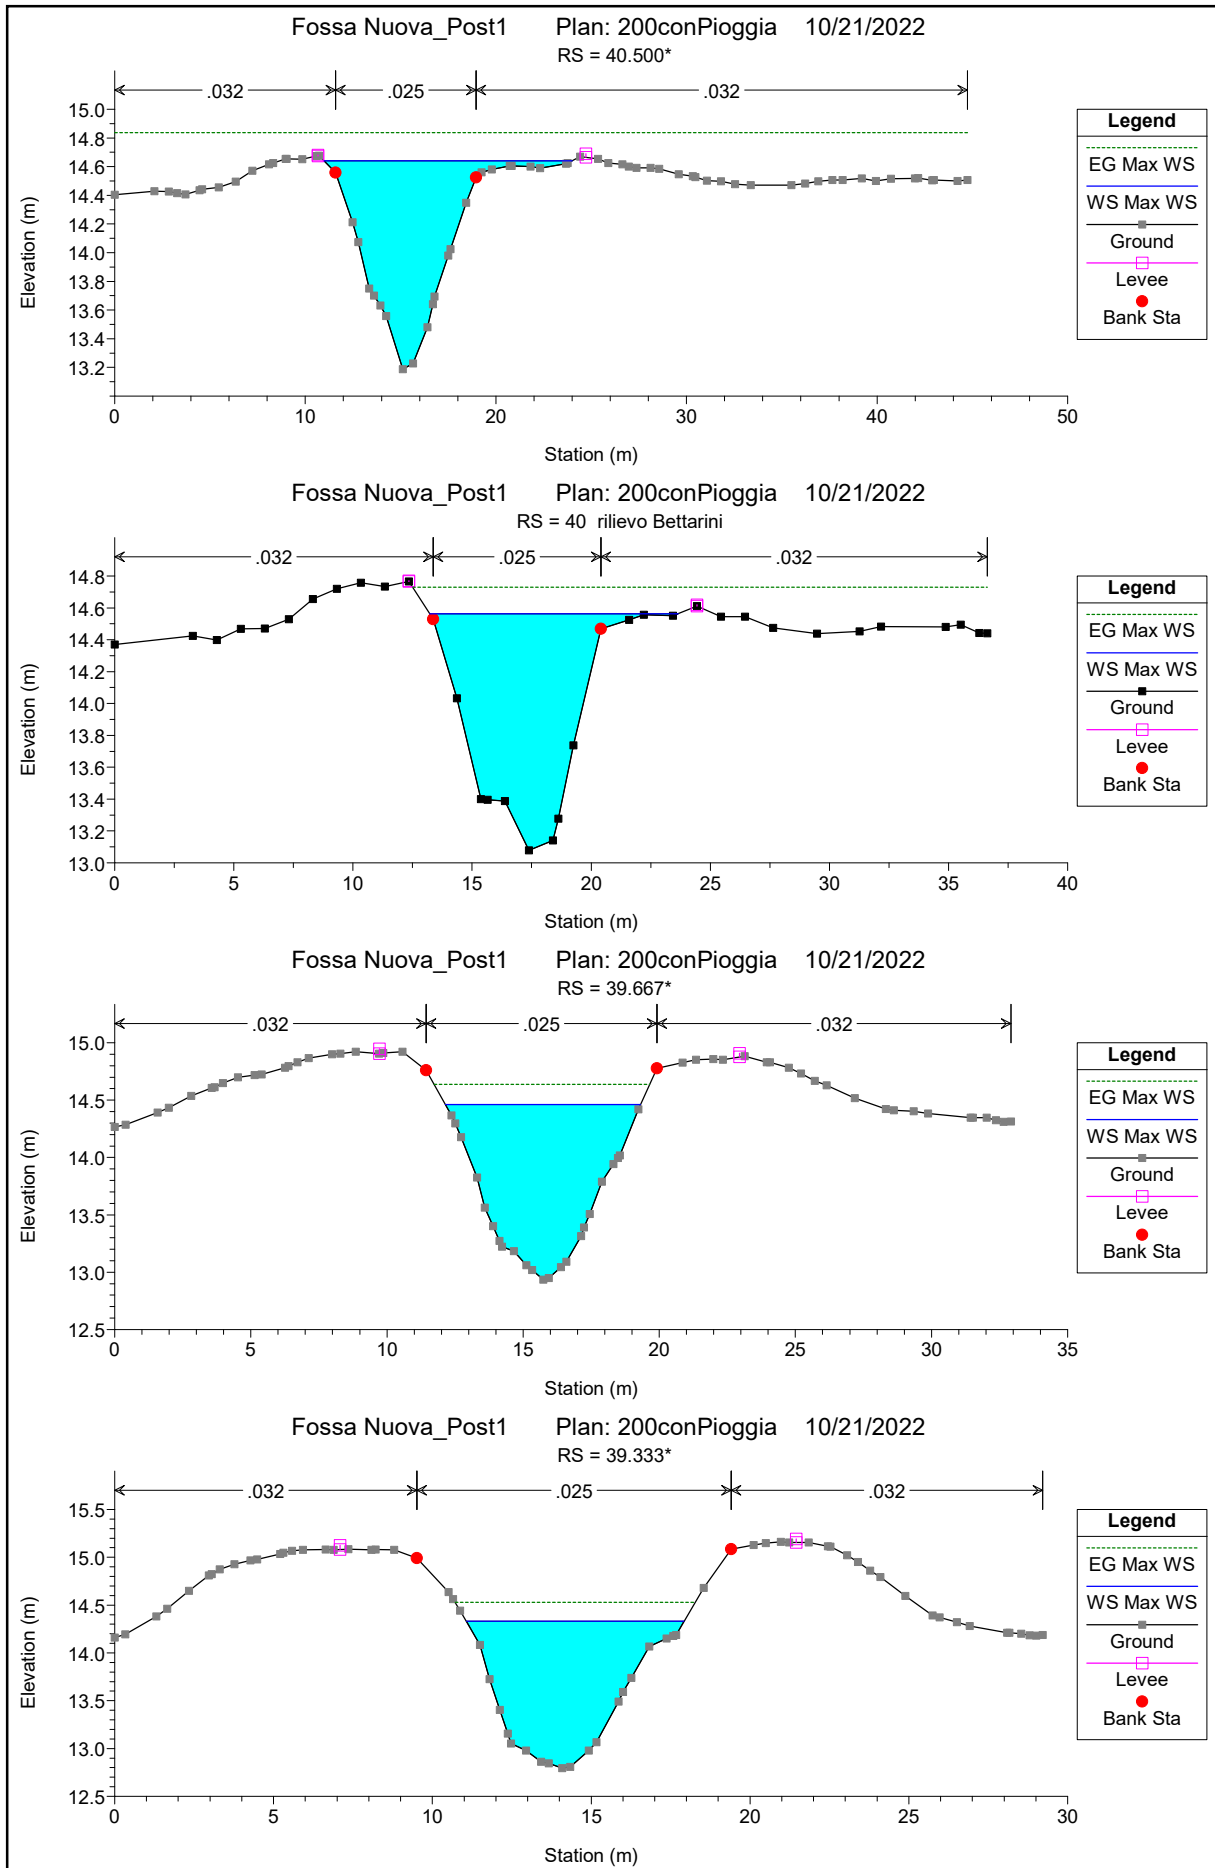 Fossa Nuova_Post1 Plan: 200conPioggia 10/21/2022
RS = 40.500*
.032 .025 .032
15.0
14.8
14.6
14.4
14.2
14.0
13.8
13.6
13.4
13.2
Elevation (m)
0 10 20 30 40 50
Station (m)
Legend
EG Max WS
WS Max WS
Ground
Levee
Bank Sta
Fossa Nuova_Post1 Plan: 200conPioggia 10/21/2022
RS = 40 rilievo Bettarini
.032 .025 .032
14.8
14.6
14.4
14.2
14.0
13.8
13.6
13.4
13.2
13.0
Elevation (m)
0 5 10 15 20 25 30 35 40
Station (m)
Legend
EG Max WS
WS Max WS
Ground
Levee
Bank Sta
Fossa Nuova_Post1 Plan: 200conPioggia 10/21/2022
RS = 39.667*
.032 .025 .032
15.0
14.5
14.0
13.5
13.0
12.5
Elevation (m)
0 5 10 15 20 25 30 35
Station (m)
Legend
EG Max WS
WS Max WS
Ground
Levee
Bank Sta
Fossa Nuova_Post1 Plan: 200conPioggia 10/21/2022
RS = 39.333*
.032 .025 .032
15.5
15.0
14.5
14.0
13.5
13.0
12.5
Elevation (m)
0 5 10 15 20 25 30
Station (m)
Legend
EG Max WS
WS Max WS
Ground
Levee
Bank Sta